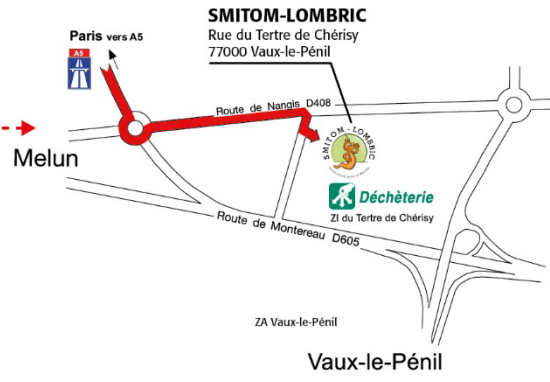 SMITOM-LOMBRIC
Rue du Tertre de Chérisy
77000 Vaux-le-Pénil
Paris vers A5
A5
Route de Nangis D408
Melun
SMITOM-LOMBRIC
Déchèterie
ZI du Tertre de Chérisy
Route de Montereau D605
ZA Vaux-le-Pénil
Vaux-le-Pénil